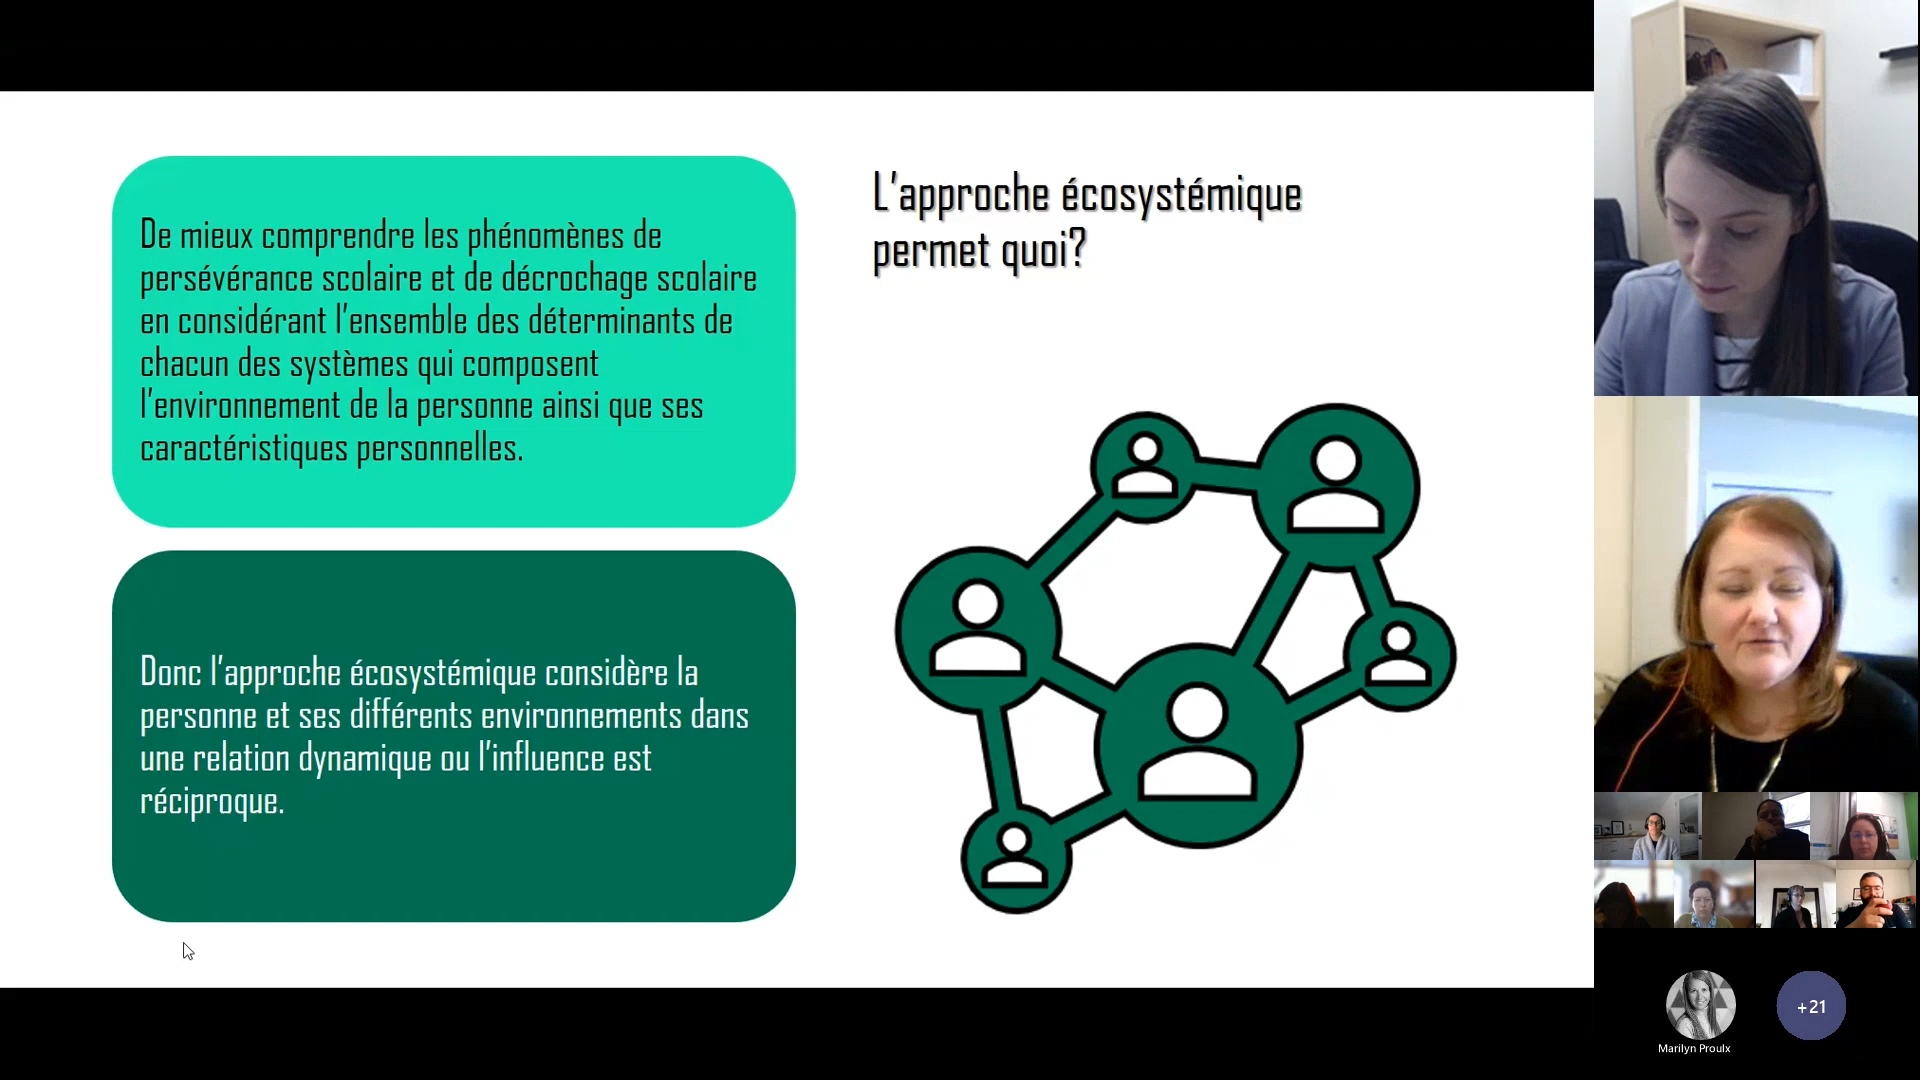 L'approche écosystémique
permet quoi?
De mieux comprendre les phénomènes de
persévérance scolaire et de décrochage scolaire
en considérant l'ensemble des déterminants de
chacun des systèmes qui composent
l'environnement de la personne ainsi que ses
caractéristiques personnelles.
Donc l'approche écosystémique considère la
personne et ses différents environnements dans
une relation dynamique ou l'influence est
réciproque.
+21
Marilyn Proulx